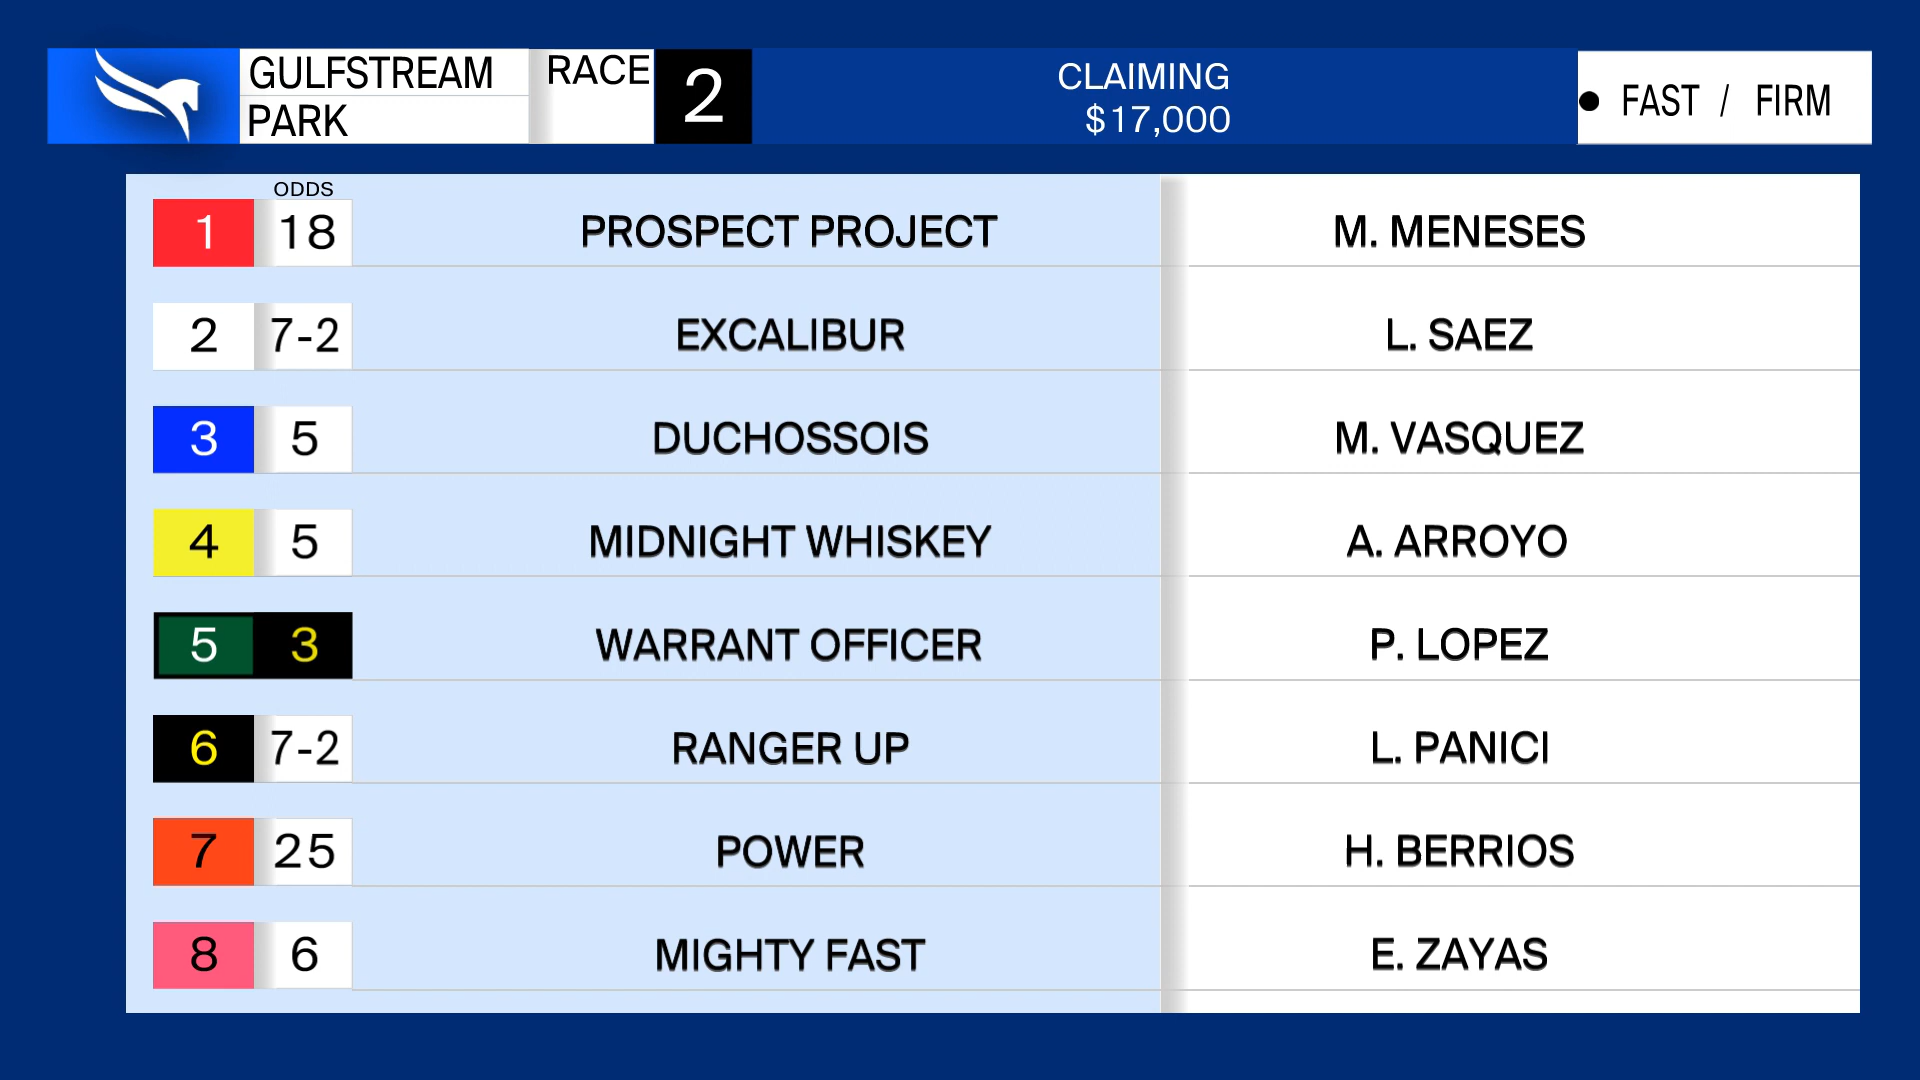 GULFSTREAM
PARK
RACE
2
CLAIMING
$17,000
● FAST / FIRM
ODDS
1 18 PROSPECT PROJECT M. MENESES
2 7-2 EXCALIBUR L. SAEZ
3 5 DUCHOSSOIS M. VASQUEZ
4 5 MIDNIGHT WHISKEY A. ARROYO
5 3 WARRANT OFFICER P. LOPEZ
6 7-2 RANGER UP L. PANICI
7 25 POWER H. BERRIOS
8 6 MIGHTY FAST E. ZAYAS